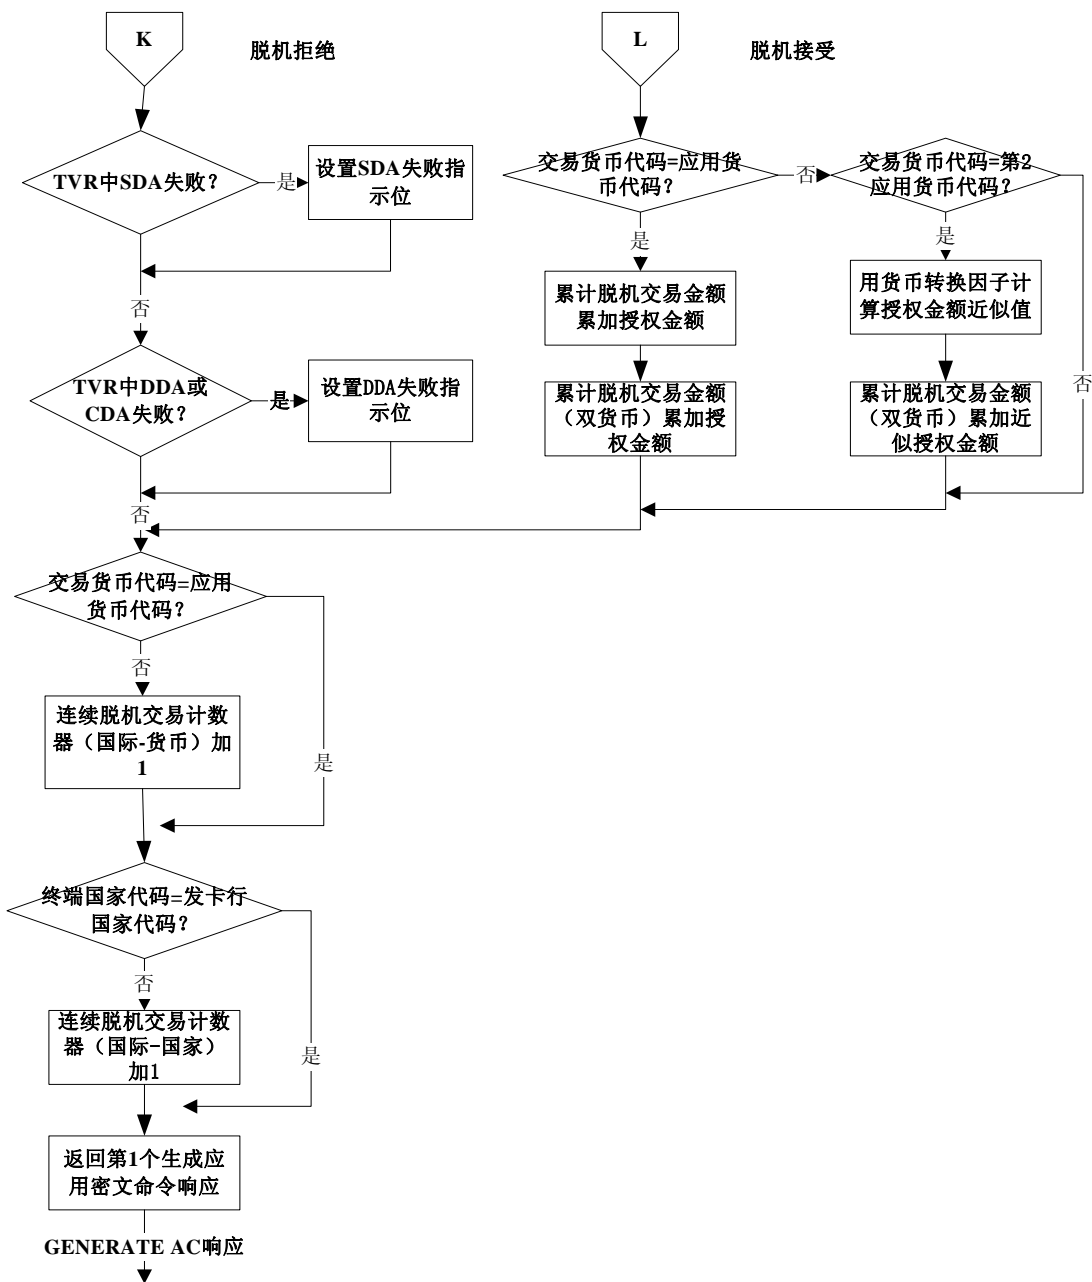 K
脱机拒绝
L
脱机接受
TVR中SDA失败？
是
设置SDA失败指
示位
否
TVR中DDA或
CDA失败？
是
设置DDA失败指
示位
否
交易货币代码=应用货
币代码？
否
交易货币代码=第2
应用货币代码？
是
累计脱机交易金额
累加授权金额
累计脱机交易金额
（双货币）累加授
权金额
是
用货币转换因子计
算授权金额近似值
累计脱机交易金额
（双货币）累加近
似授权金额
否
交易货币代码=应用
货币代码？
否
连续脱机交易计数
器（国际-货币）加
1
是
终端国家代码=发卡行
国家代码？
否
连续脱机交易计数
器（国际-国家）
加1
是
返回第1个生成应
用密文命令响应
GENERATE AC响应